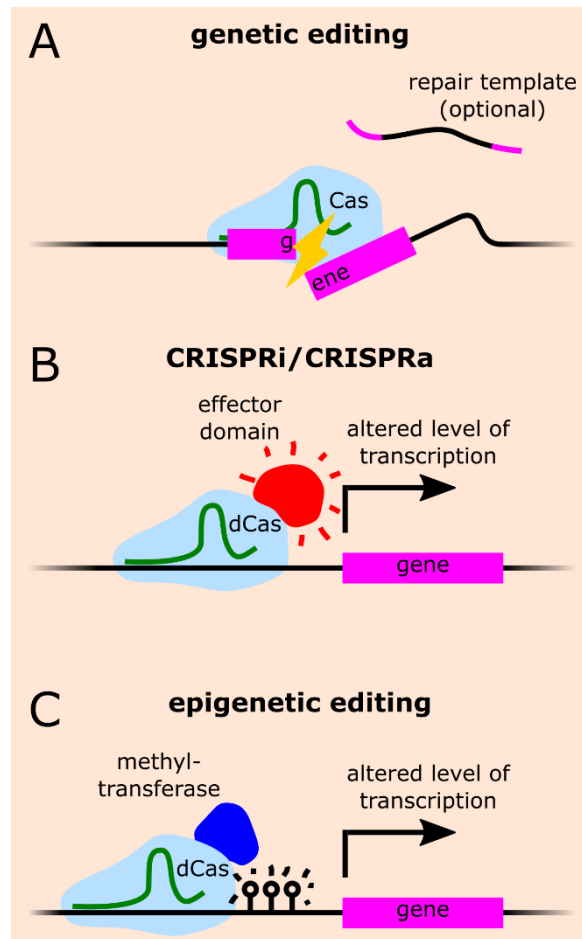 A
genetic editing
repair template
(optional)
Cas
g
ene
B
CRISPRi/CRISPRa
effector
domain
altered level of
transcription
dCas
gene
C
epigenetic editing
methyl-
transferase
altered level of
transcription
dCas
gene